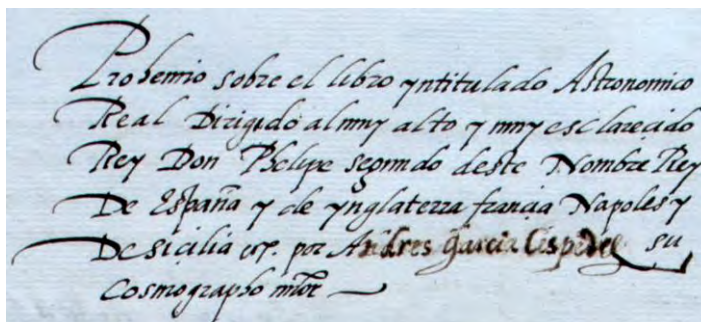 Prohemio sobre el libro yntitulado Astronomico
Real Dirigido al muy alto y muy esclarecido
Rey Don Phelipe segundo deste Nombre Rey
De España y de ynglaterra francia Napoles y
De sicilia etc. por Andres Garcia Cespedes su
Cosmographo mor